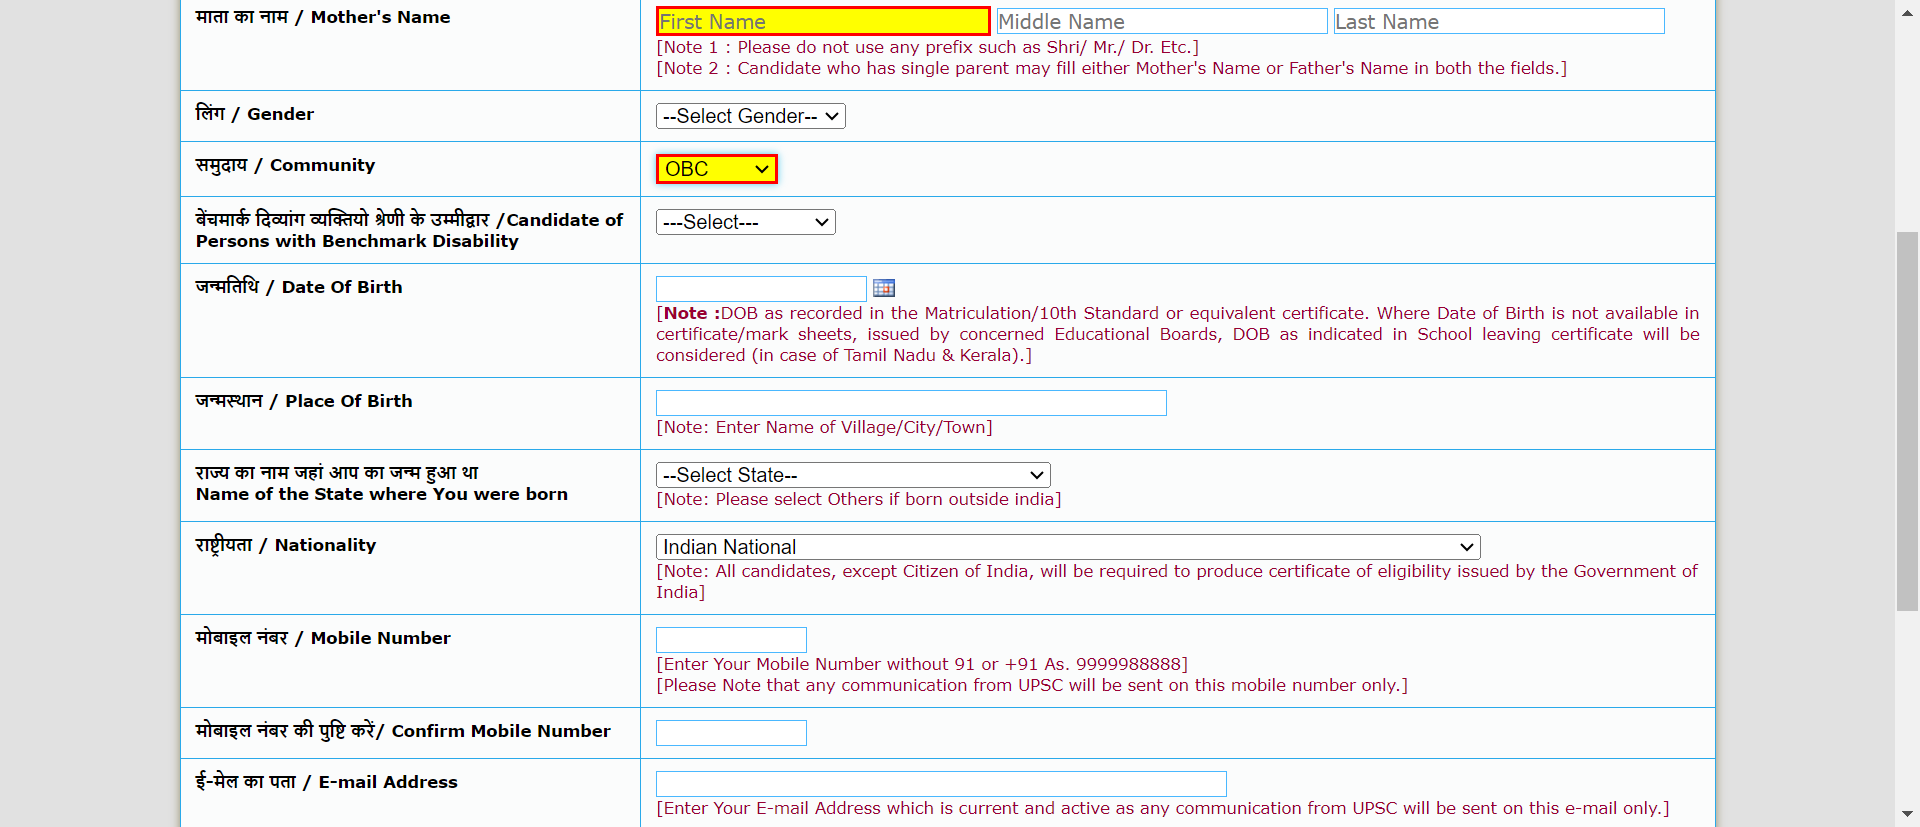 माता का नाम / Mother's Name
First Name Middle Name Last Name
[Note 1 : Please do not use any prefix such as Shri/ Mr./ Dr. Etc.]
[Note 2 : Candidate who has single parent may fill either Mother's Name or Father's Name in both the fields.]
लिंग / Gender
--Select Gender--
समुदाय / Community
OBC
बेंचमार्क दिव्यांग व्यक्तियो श्रेणी के उम्मीद्वार /Candidate of
Persons with Benchmark Disability
---Select---
जन्मतिथि / Date Of Birth
[Note :DOB as recorded in the Matriculation/10th Standard or equivalent certificate. Where Date of Birth is not available in
certificate/mark sheets, issued by concerned Educational Boards, DOB as indicated in School leaving certificate will be
considered (in case of Tamil Nadu & Kerala).]
जन्मस्थान / Place Of Birth
[Note: Enter Name of Village/City/Town]
राज्य का नाम जहां आप का जन्म हुआ था
Name of the State where You were born
--Select State--
[Note: Please select Others if born outside india]
राष्ट्रीयता / Nationality
Indian National
[Note: All candidates, except Citizen of India, will be required to produce certificate of eligibility issued by the Government of
India]
मोबाइल नंबर / Mobile Number
[Enter Your Mobile Number without 91 or +91 As. 9999988888]
[Please Note that any communication from UPSC will be sent on this mobile number only.]
मोबाइल नंबर की पुष्टि करें/ Confirm Mobile Number
ई-मेल का पता / E-mail Address
[Enter Your E-mail Address which is current and active as any communication from UPSC will be sent on this e-mail only.]